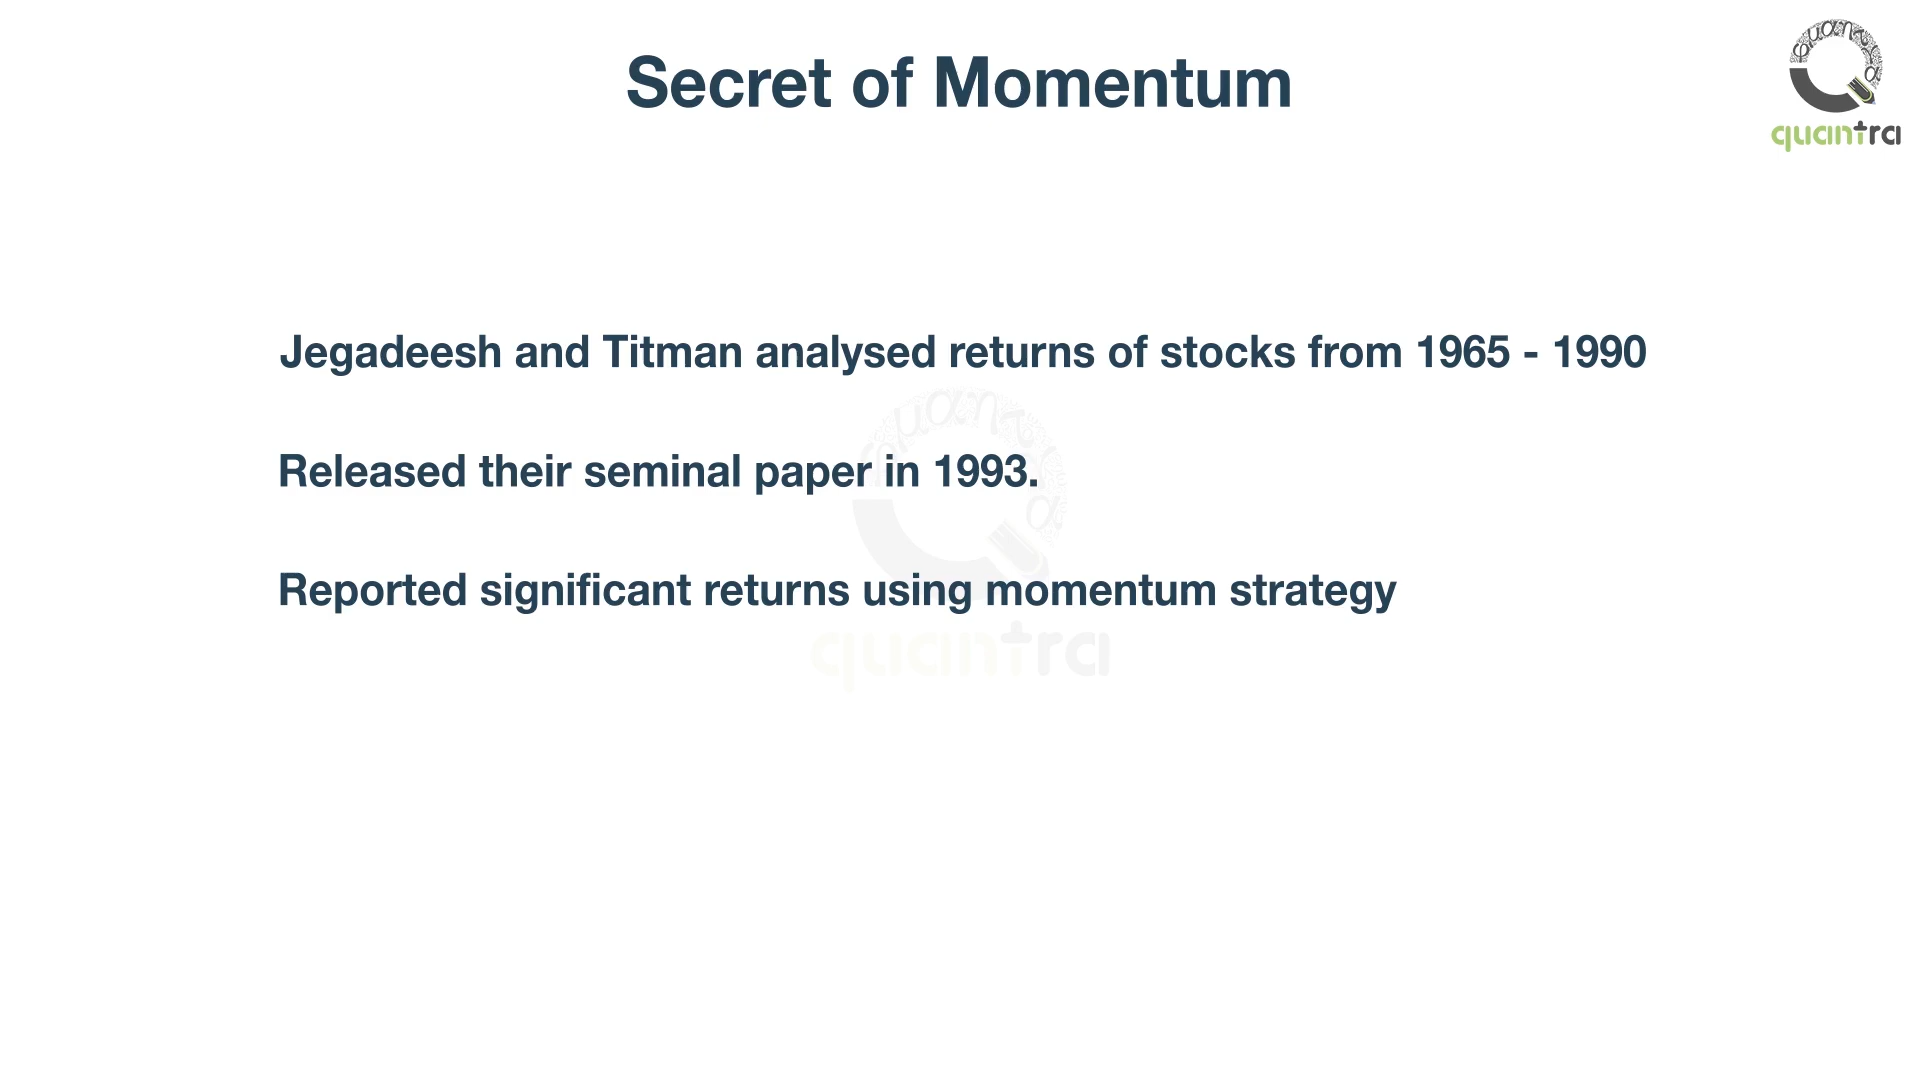 Secret of Momentum
quantra
Jegadeesh and Titman analysed returns of stocks from 1965 - 1990
Released their seminal paper in 1993.
Reported significant returns using momentum strategy
quantra